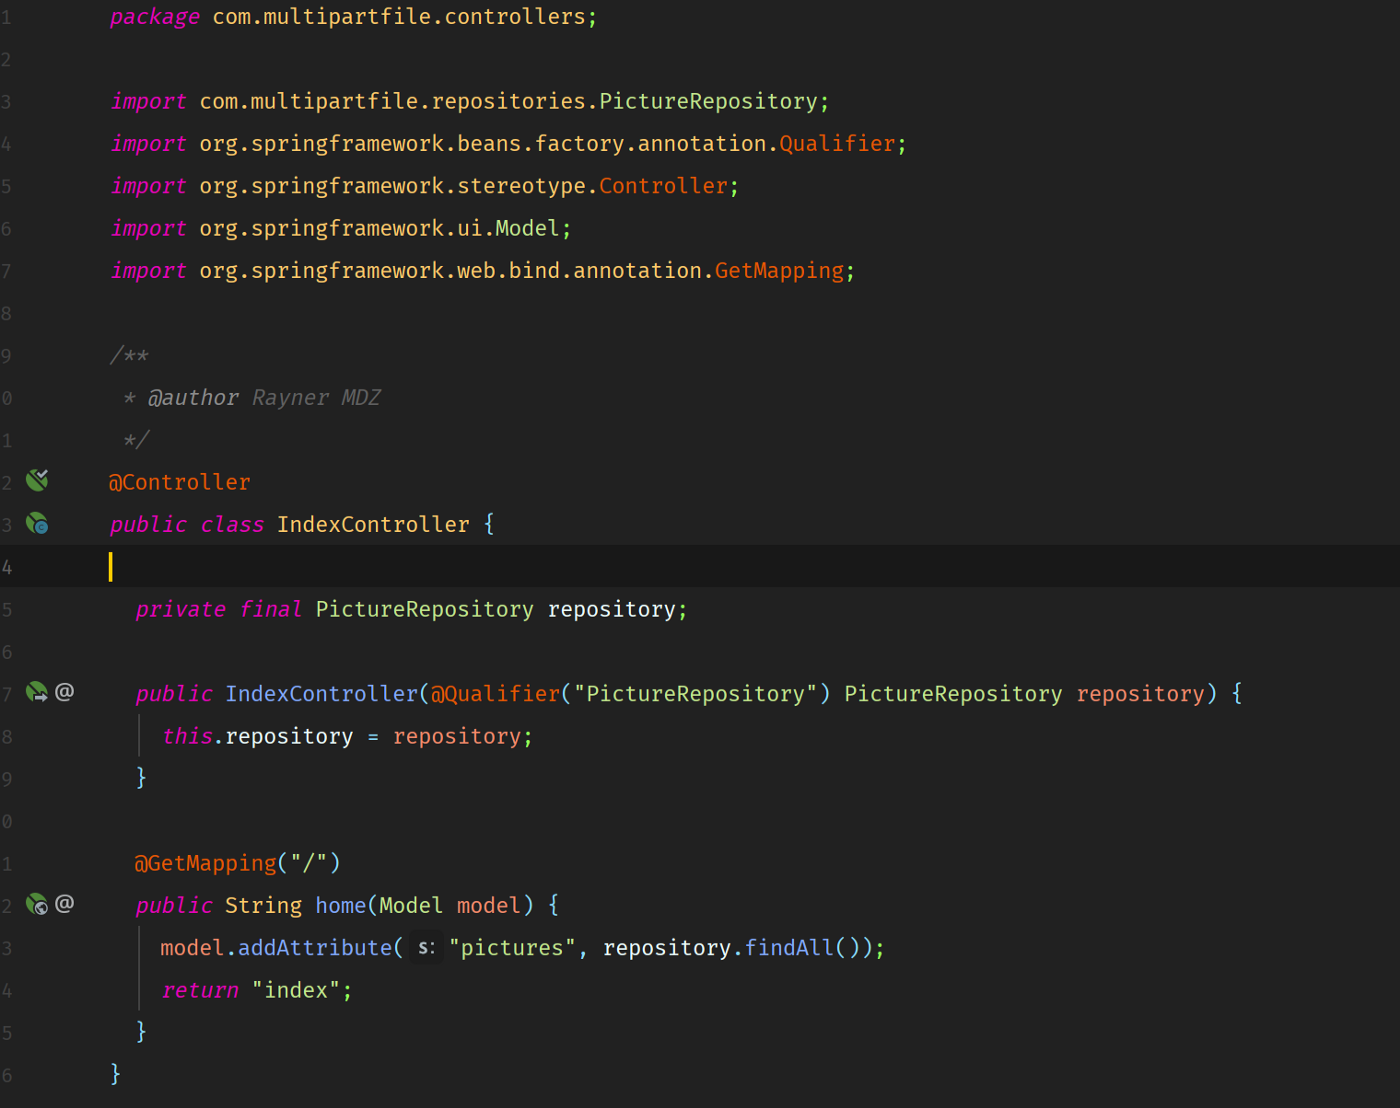 1 package com.multipartfile.controllers;
2
3 import com.multipartfile.repositories.PictureRepository;
4 import org.springframework.beans.factory.annotation.Qualifier;
5 import org.springframework.stereotype.Controller;
6 import org.springframework.ui.Model;
7 import org.springframework.web.bind.annotation.GetMapping;
8
9 /**
0  * @author Rayner MDZ
1  */
2 @Controller
3 public class IndexController {
4
5   private final PictureRepository repository;
6
7 @   public IndexController(@Qualifier("PictureRepository") PictureRepository repository) {
8     this.repository = repository;
9   }
0
1   @GetMapping("/")
2 @   public String home(Model model) {
3     model.addAttribute( s: "pictures", repository.findAll());
4     return "index";
5   }
6 }